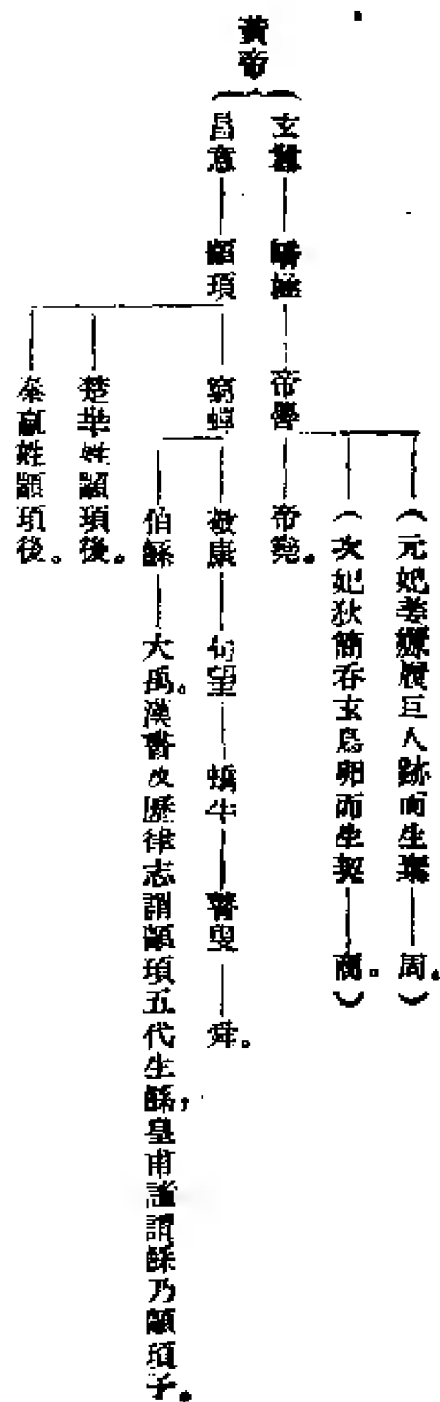 黃帝
(元妃姜嫄履巨人跡而生棄——周。)
(次妃狄簡吞玄鳥卵而生契——商。)
玄囂——蟜極——帝嚳——帝堯。
昌意——顓頊——窮蟬——敬康——句望——蟜牛——瞽叟——舜。
伯鯀——大禹。漢書歷律志謂顓頊五代生鯀,皇甫謐謂鯀乃顓頊子。
楚芈姓顓頊後。
秦嬴姓顓頊後。